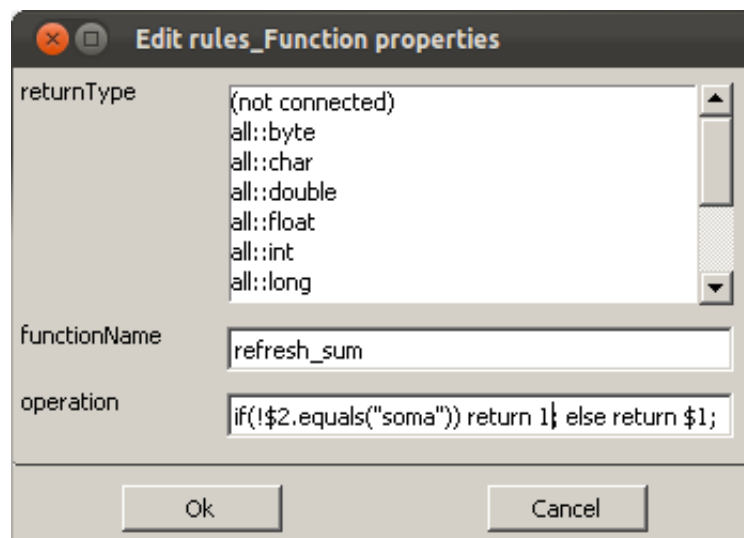 Edit rules_Function properties
returnType
(not connected)
all::byte
all::char
all::double
all::float
all::int
all::long
functionName
refresh_sum
operation
if(!$2.equals("soma")) return 1; else return $1;
Ok
Cancel